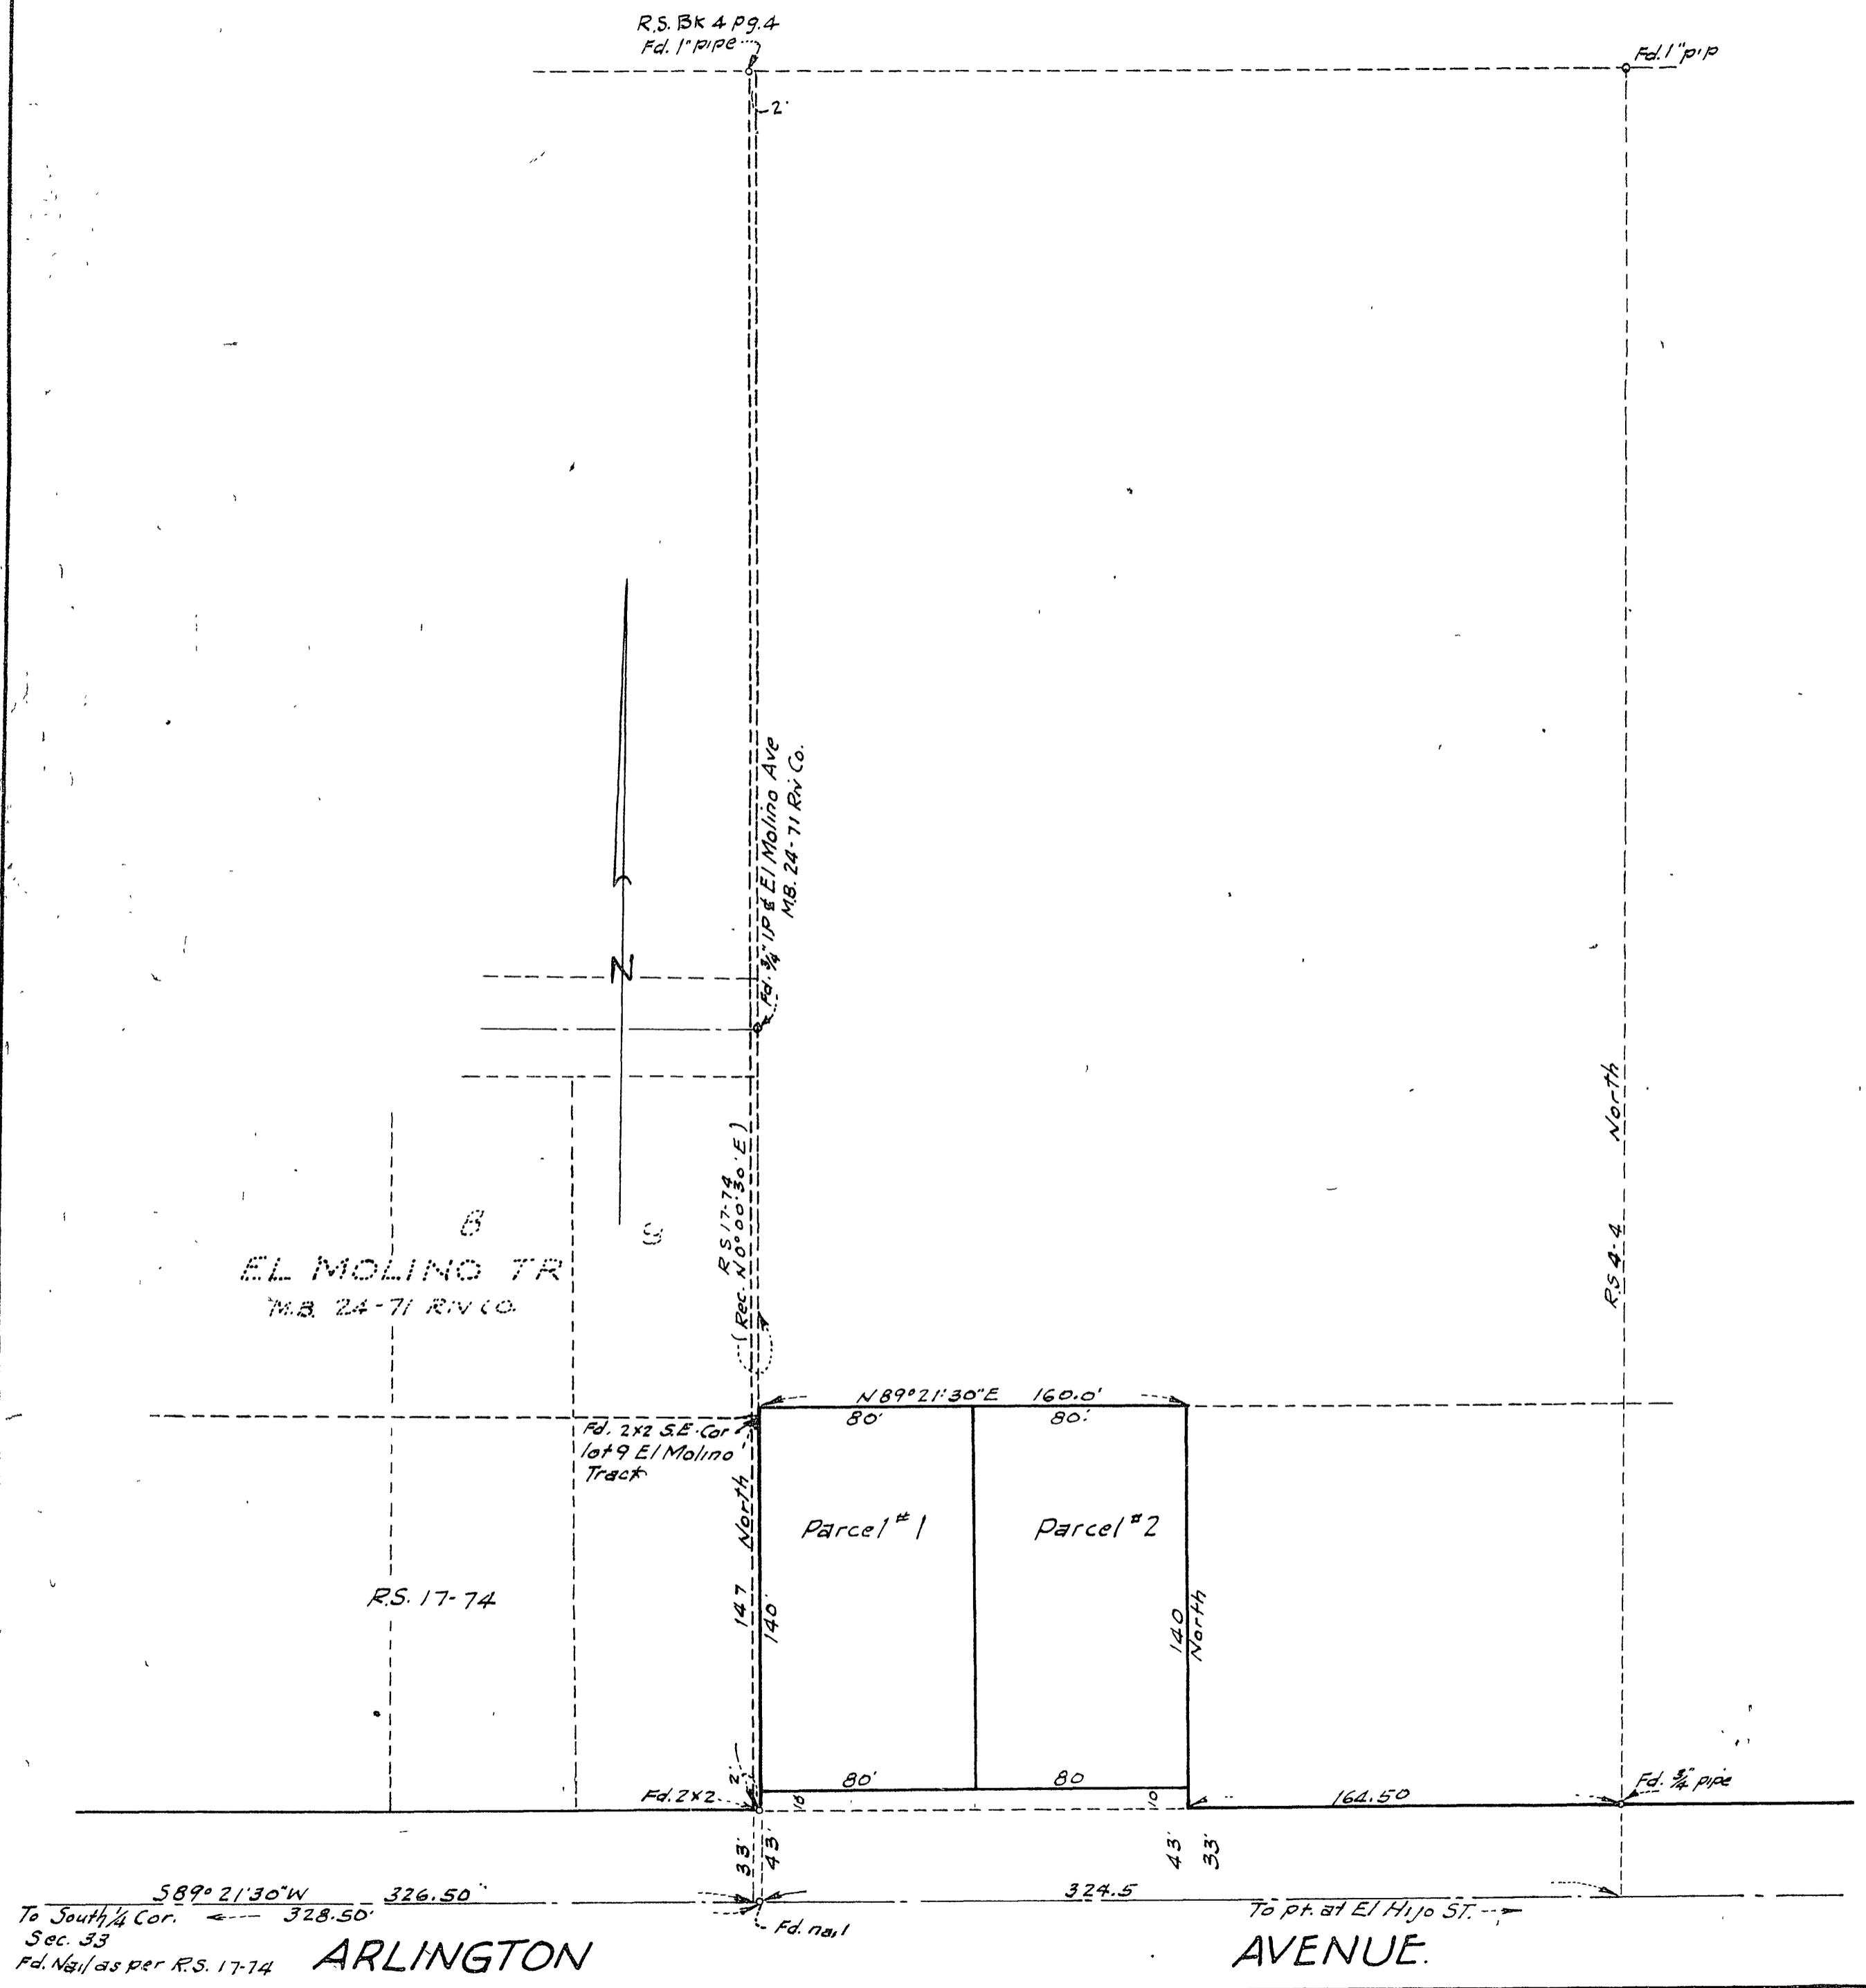 R.S. BK 4 pg. 4
Fd. 1" pipe
Fd. 1" pip
2'
Fd. 3/4" IP ℄ El Molino Ave
M.B. 24-71 Riv Co.
N
North
R.S 4-4
R S 17-74
(Rec. N0°00'30"E)
8
9
EL MOLINO TR
M.B. 24-71 RIV CO.
N89°21'30"E 160.0'
80'
80'
Fd. 2x2 S.E. Cor
lot 9 El Molino
Tract
147 North
140'
Parcel #1
Parcel #2
140
North
R.S. 17-74
2'
80'
80
Fd. 2x2
10
10
164.50
Fd. 3/4" pipe
33'
43'
43'
33'
S89°21'30"W 326.50'
324.5
To South 1/4 Cor. 328.50'
Sec. 33
Fd. Nail as per R.S. 17-74
Fd. nail
To pt. at El Hijo ST.
ARLINGTON AVENUE.